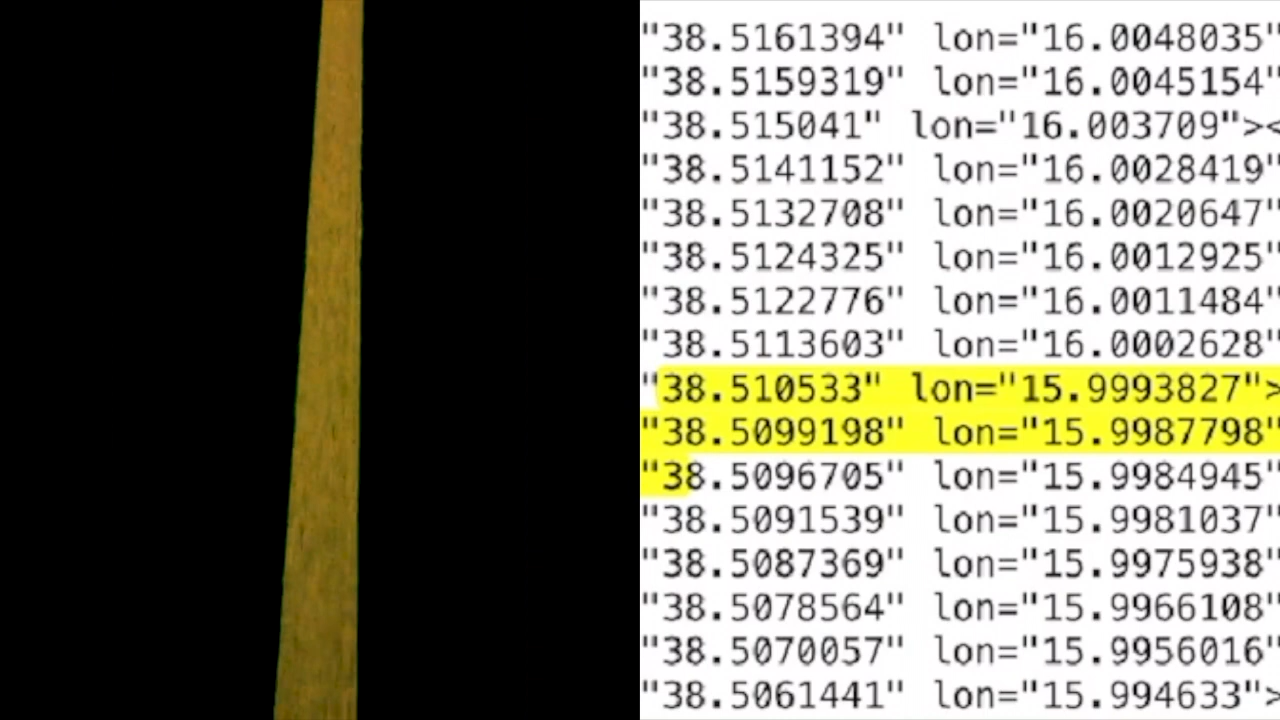 "38.5161394" lon="16.0048035"
"38.5159319" lon="16.0045154"
"38.515041" lon="16.003709"><
"38.5141152" lon="16.0028419"
"38.5132708" lon="16.0020647"
"38.5124325" lon="16.0012925"
"38.5122776" lon="16.0011484"
"38.5113603" lon="16.0002628"
"38.510533" lon="15.9993827">
"38.5099198" lon="15.9987798"
"38.5096705" lon="15.9984945"
"38.5091539" lon="15.9981037"
"38.5087369" lon="15.9975938"
"38.5078564" lon="15.9966108"
"38.5070057" lon="15.9956016"
"38.5061441" lon="15.994633">